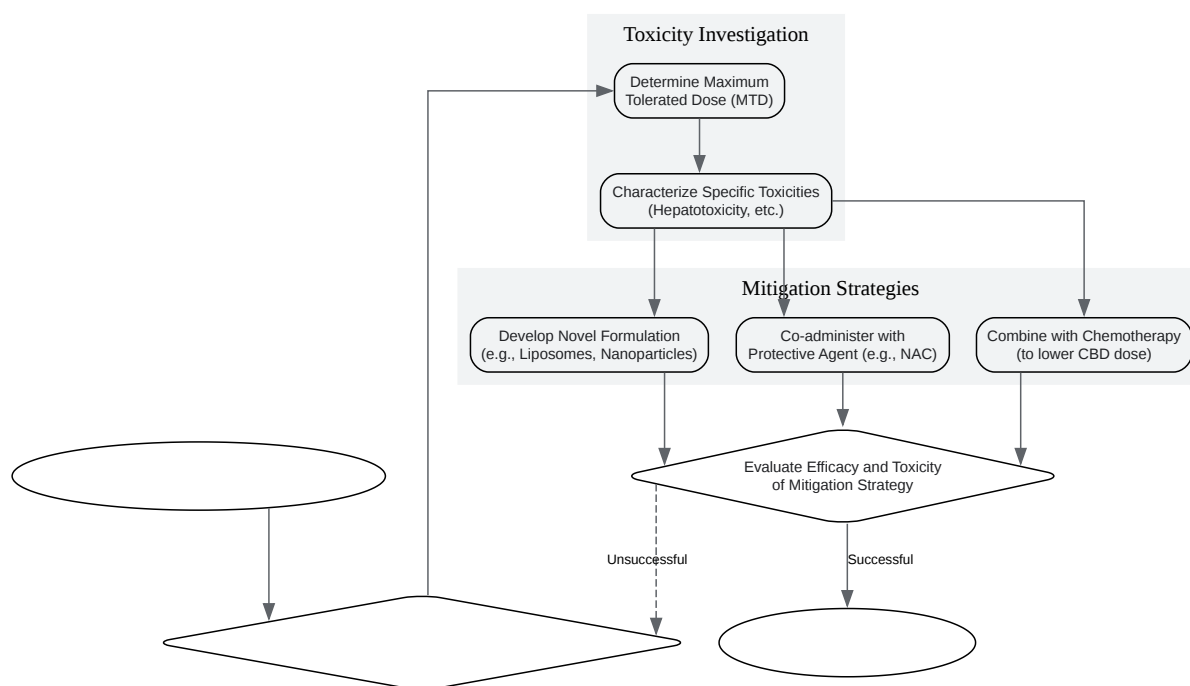 Toxicity Investigation
Determine Maximum
Tolerated Dose (MTD)
Characterize Specific Toxicities
(Hepatotoxicity, etc.)
Mitigation Strategies
Develop Novel Formulation
(e.g., Liposomes, Nanoparticles)
Co-administer with
Protective Agent (e.g., NAC)
Combine with Chemotherapy
(to lower CBD dose)
Evaluate Efficacy and Toxicity
of Mitigation Strategy
Unsuccessful
Successful